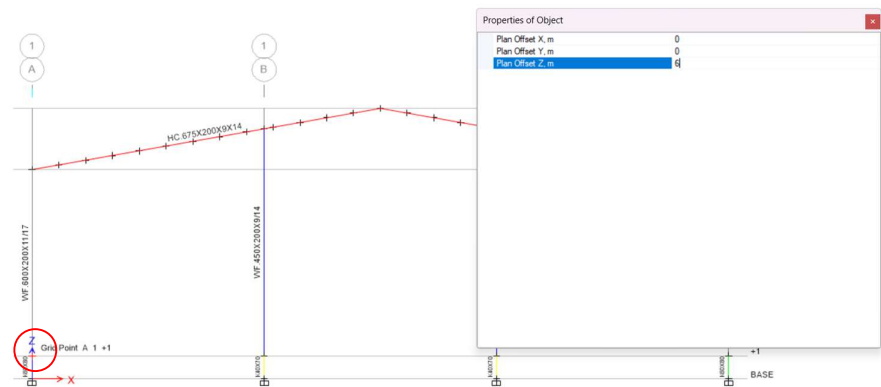 Properties of Object
×
Plan Offset X, m 0
Plan Offset Y, m 0
Plan Offset Z, m 6
1
1
A
B
HC.675X200X9X14
WF.600X200X11/17
WF.450X200X9/14
Z
Grid Point A 1 +1
+1
X
BASE